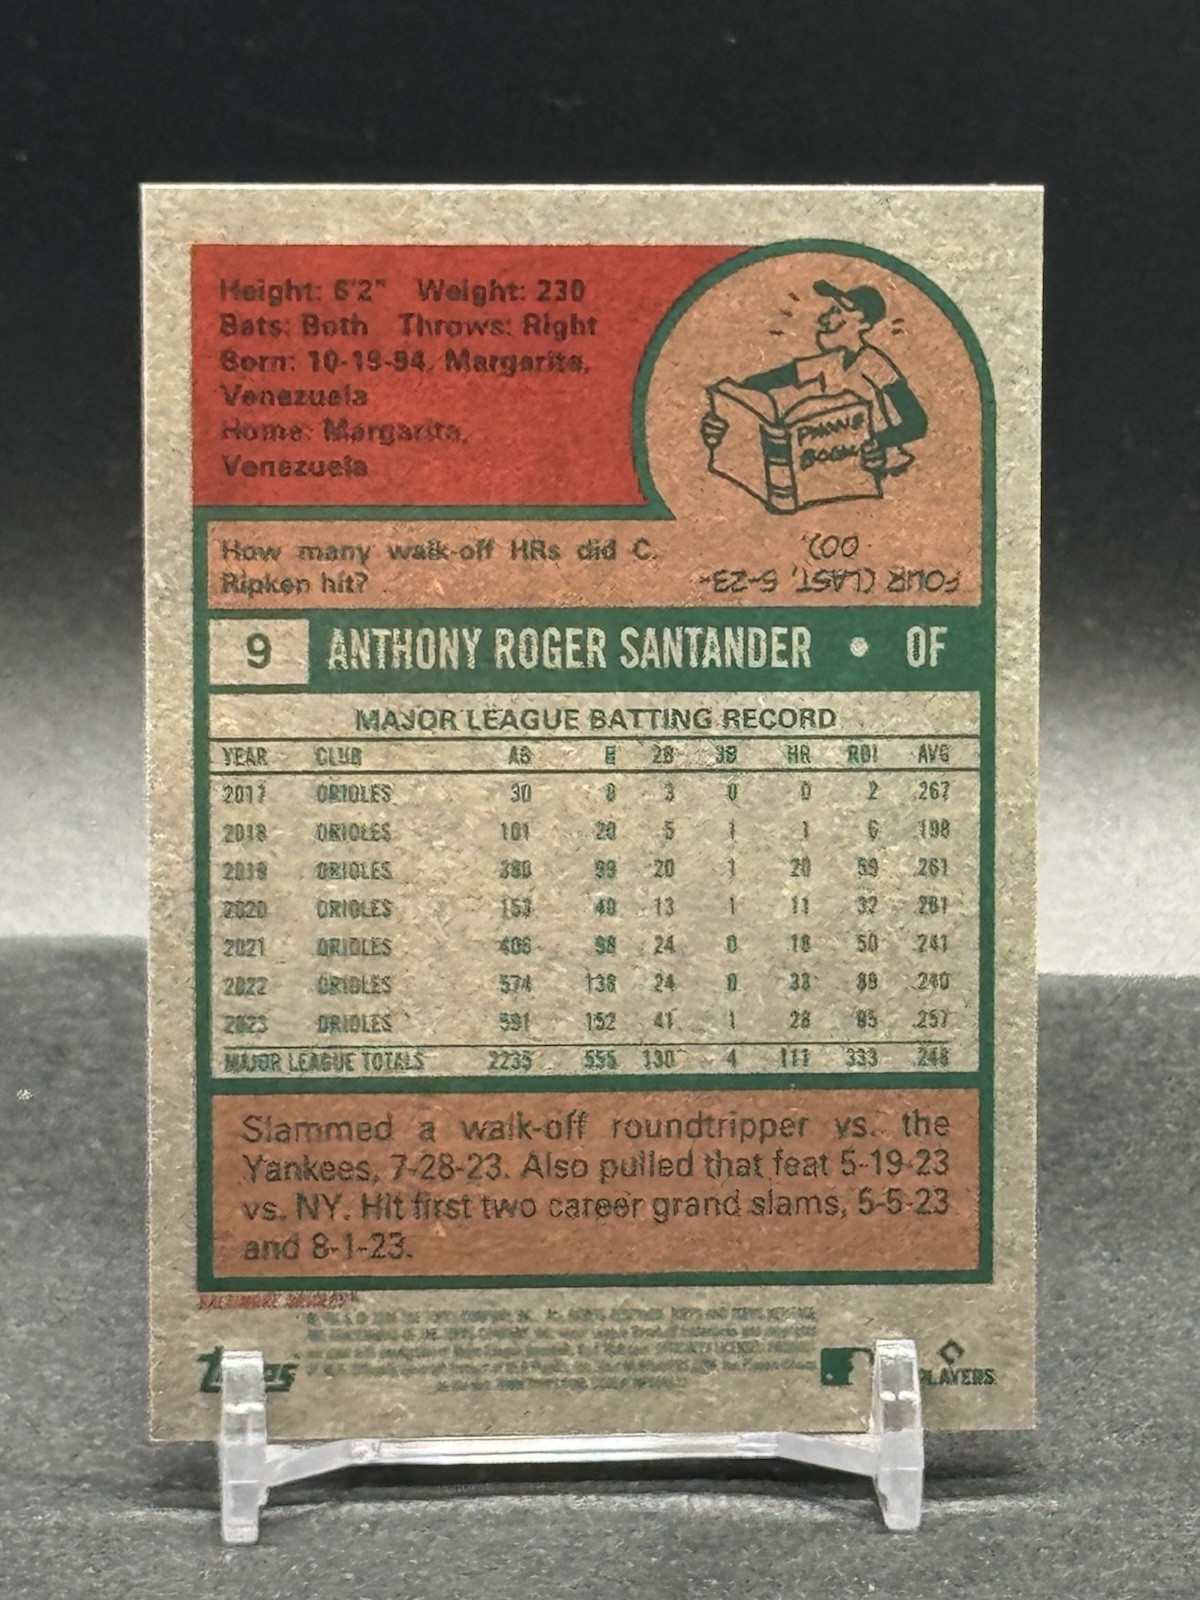 Height: 6'2" Weight: 230
Bats: Both Throws: Right
Born: 10-19-94, Margarita,
Venezuela
Home: Margarita,
Venezuela
PAWS
BOOK
How many walk-off HRs did C.
Ripken hit?
FOUR (LAST, 5-23-
00).
9 ANTHONY ROGER SANTANDER • OF
MAJOR LEAGUE BATTING RECORD
YEAR CLUB AB H 2B 3B HR RBI AVG
2017 ORIOLES 30 8 3 0 0 2 .267
2018 ORIOLES 101 20 5 1 1 6 .198
2019 ORIOLES 380 99 20 1 20 59 .261
2020 ORIOLES 153 40 13 1 11 32 .261
2021 ORIOLES 406 98 24 0 18 50 .241
2022 ORIOLES 574 138 24 0 33 89 .240
2023 ORIOLES 591 152 41 1 28 95 .257
MAJOR LEAGUE TOTALS 2235 555 130 4 111 333 .248
Slammed a walk-off roundtripper vs. the
Yankees, 7-28-23. Also pulled that feat 5-19-23
vs. NY. Hit first two career grand slams, 5-5-23
and 8-1-23.
BALTIMORE ORIOLES
Topps
PLAYERS